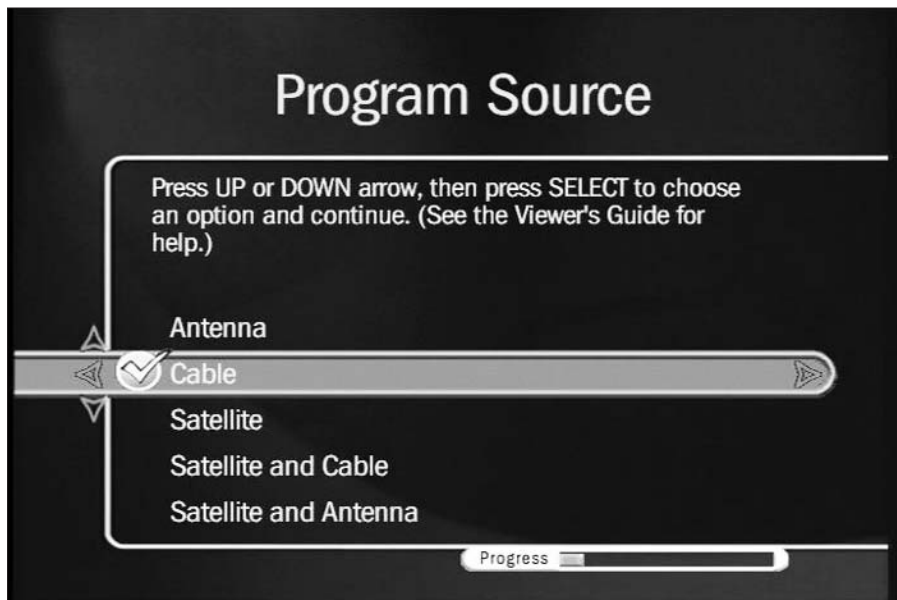 Program Source
Press UP or DOWN arrow, then press SELECT to choose
an option and continue. (See the Viewer's Guide for
help.)
Antenna
Cable
Satellite
Satellite and Cable
Satellite and Antenna
Progress